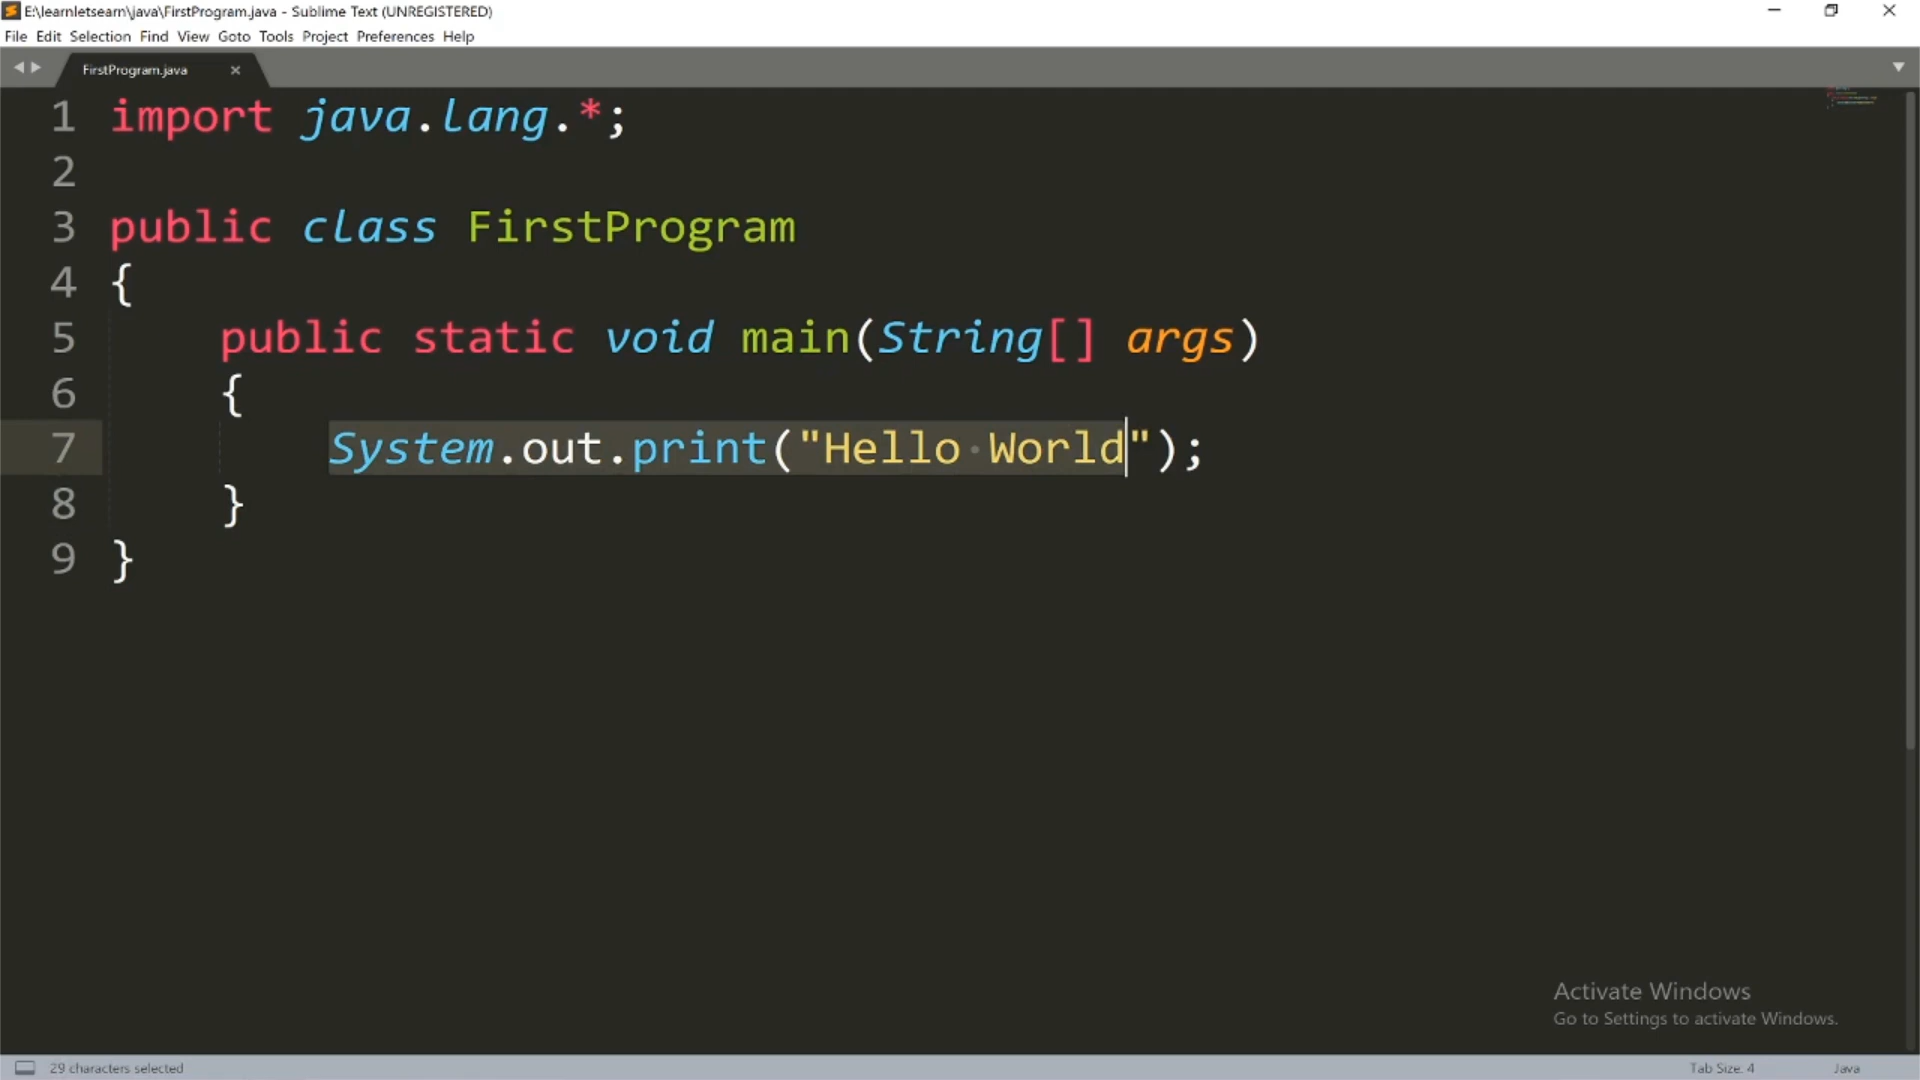 E:\learnletsearn\java\FirstProgram.java - Sublime Text (UNREGISTERED)
File Edit Selection Find View Goto Tools Project Preferences Help
FirstProgram.java
1 import java.lang.*;
2
3 public class FirstProgram
4 {
5 public static void main(String[] args)
6 {
7 System.out.print("Hello World");
8 }
9 }
Activate Windows
Go to Settings to activate Windows.
29 characters selected Tab Size: 4 Java